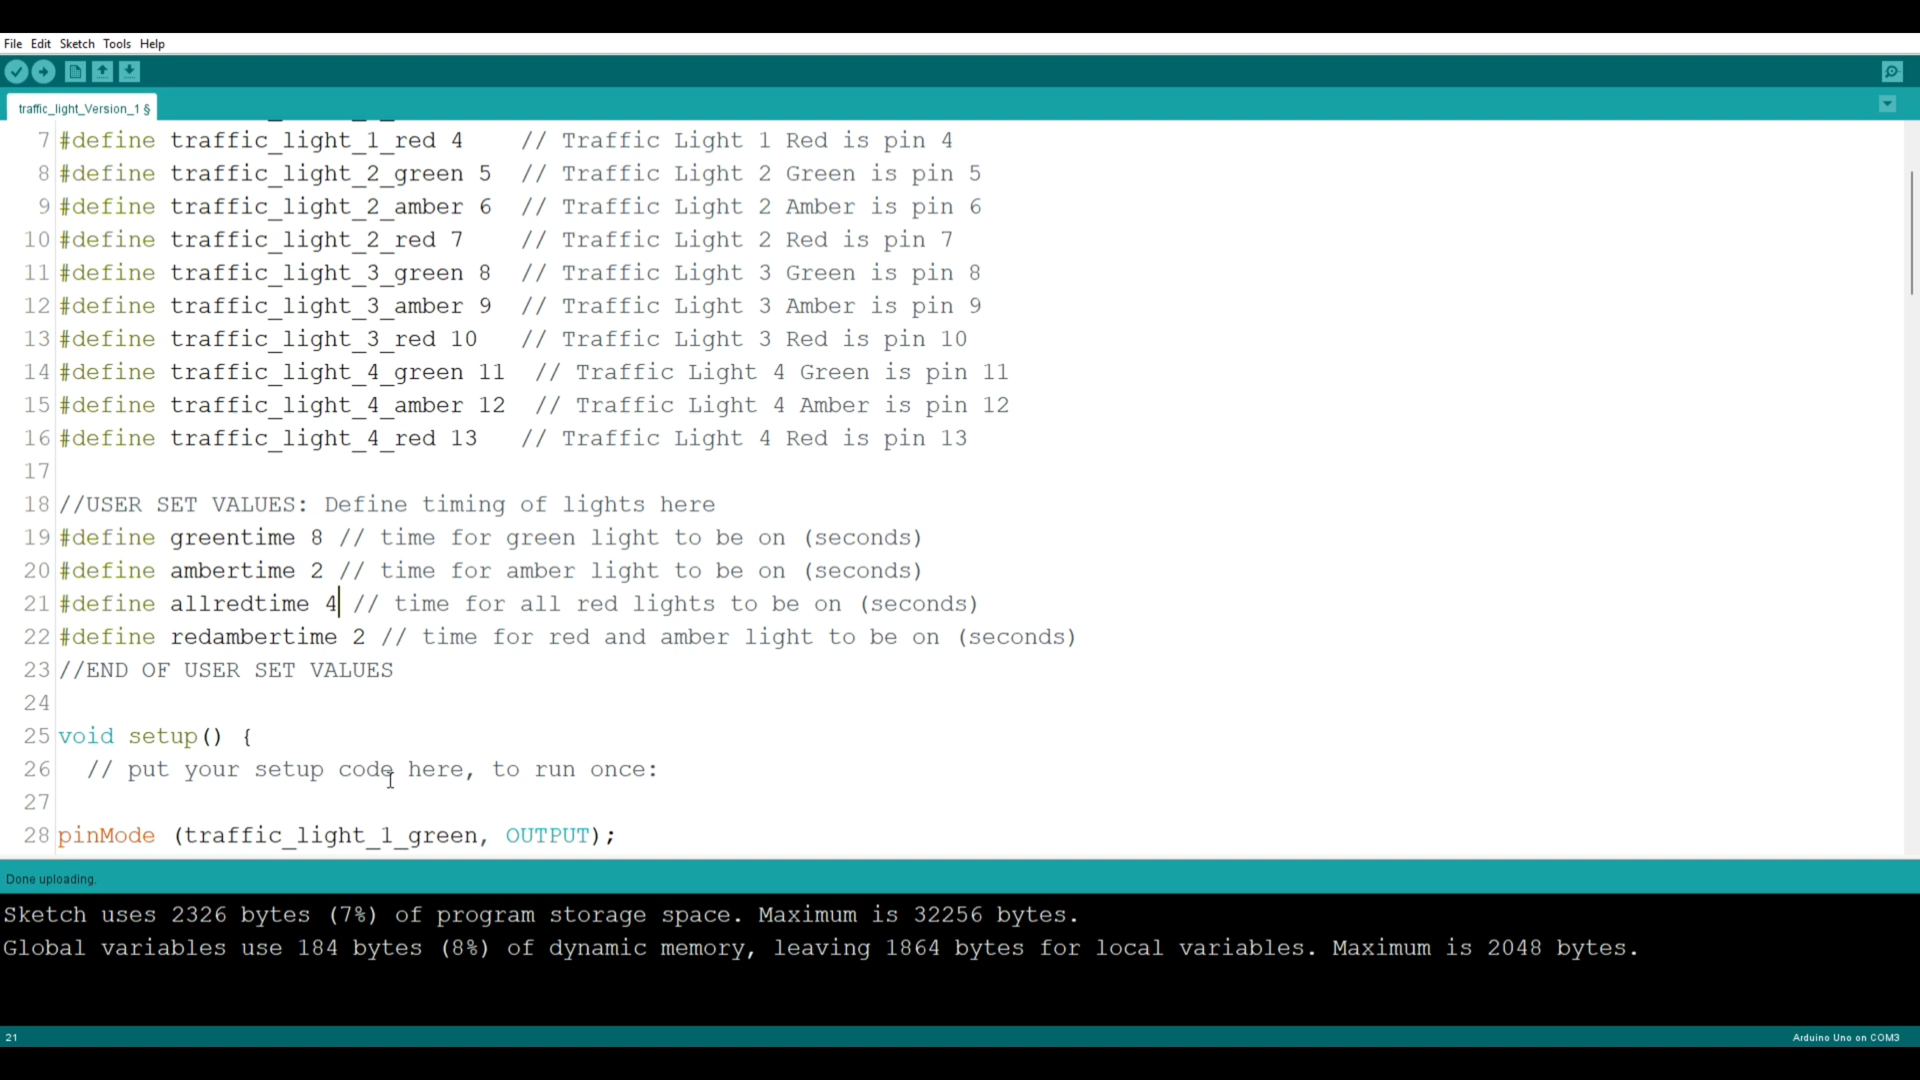 File Edit Sketch Tools Help
traffic_light_Version_1 §
7 #define traffic_light_1_red 4 // Traffic Light 1 Red is pin 4
8 #define traffic_light_2_green 5 // Traffic Light 2 Green is pin 5
9 #define traffic_light_2_amber 6 // Traffic Light 2 Amber is pin 6
10 #define traffic_light_2_red 7 // Traffic Light 2 Red is pin 7
11 #define traffic_light_3_green 8 // Traffic Light 3 Green is pin 8
12 #define traffic_light_3_amber 9 // Traffic Light 3 Amber is pin 9
13 #define traffic_light_3_red 10 // Traffic Light 3 Red is pin 10
14 #define traffic_light_4_green 11 // Traffic Light 4 Green is pin 11
15 #define traffic_light_4_amber 12 // Traffic Light 4 Amber is pin 12
16 #define traffic_light_4_red 13 // Traffic Light 4 Red is pin 13
17
18 //USER SET VALUES: Define timing of lights here
19 #define greentime 8 // time for green light to be on (seconds)
20 #define ambertime 2 // time for amber light to be on (seconds)
21 #define allredtime 4 // time for all red lights to be on (seconds)
22 #define redambertime 2 // time for red and amber light to be on (seconds)
23 //END OF USER SET VALUES
24
25 void setup() {
26 // put your setup code here, to run once:
27
28 pinMode (traffic_light_1_green, OUTPUT);
Done uploading.
Sketch uses 2326 bytes (7%) of program storage space. Maximum is 32256 bytes.
Global variables use 184 bytes (8%) of dynamic memory, leaving 1864 bytes for local variables. Maximum is 2048 bytes.
21 Arduino Uno on COM3